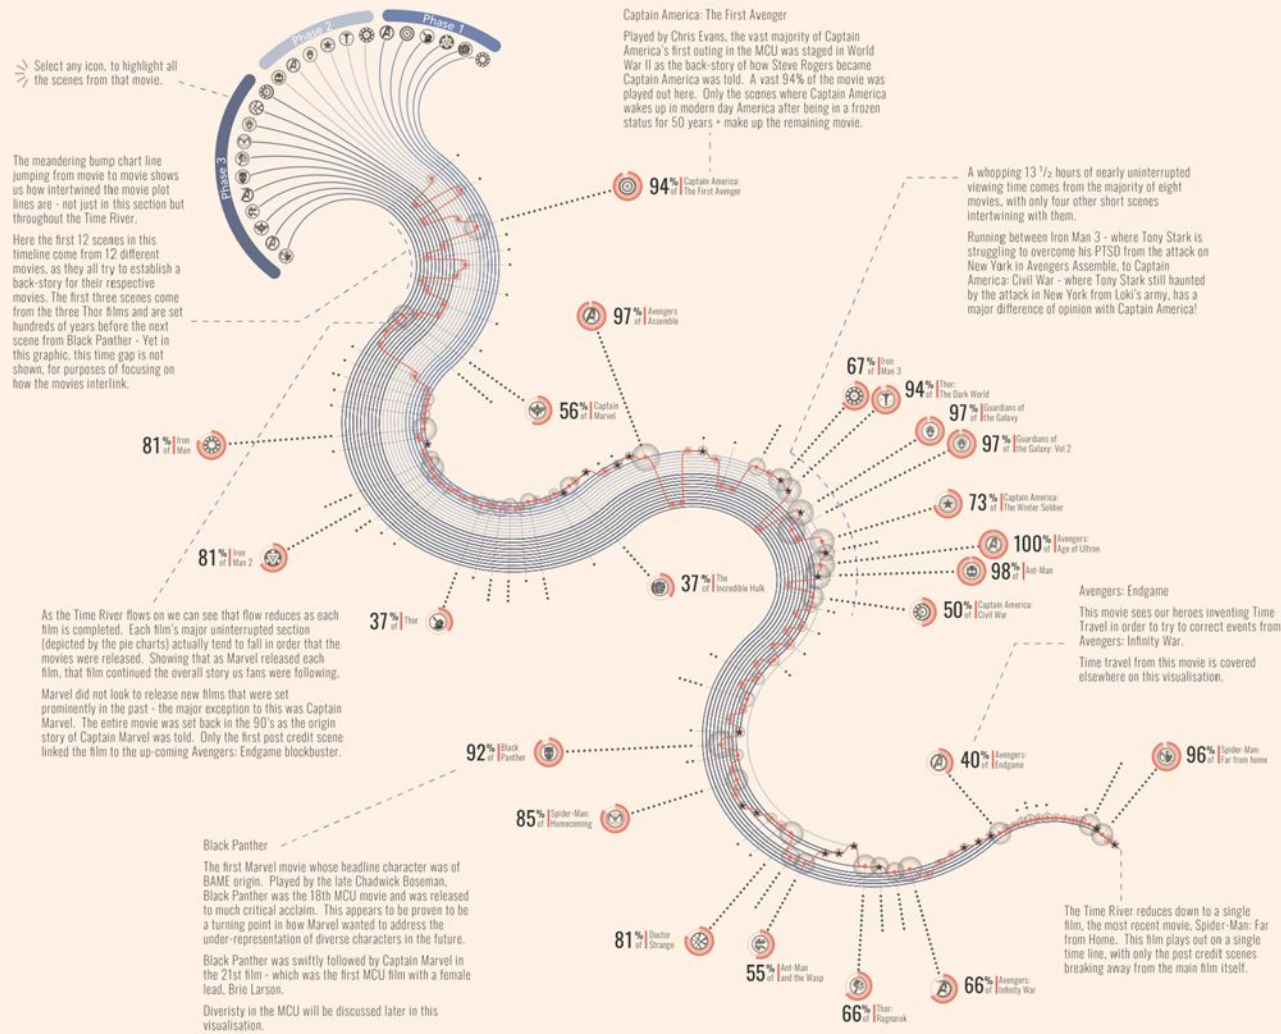 Phase 1
Phase 2
Phase 3
Select any icon, to highlight all
the scenes from that movie.
The meandering bump chart line
jumping from movie to movie shows
us how intertwined the movie plot
lines are - not just in this section but
throughout the Time River.
Here the first 12 scenes in this
timeline come from 12 different
movies, as they all try to establish a
back-story for their respective
movies. The first three scenes come
from the three Thor films and are set
hundreds of years before the next
scene from Black Panther - Yet in
this graphic, this time gap is not
shown, for purposes of focusing on
how the movies interlink.
Captain America: The First Avenger
Played by Chris Evans, the vast majority of Captain
America's first outing in the MCU was staged in World
War II as the back-story of how Steve Rogers became
Captain America was told. A vast 94% of the movie was
played out here. Only the scenes where Captain America
wakes up in modern day America after being in a frozen
status for 50 years + make up the remaining movie.
94% of Captain America:
The First Avenger
A whopping 13 1/2 hours of nearly uninterrupted
viewing time comes from the majority of eight
movies, with only four other short scenes
intertwining with them.
Running between Iron Man 3 - where Tony Stark is
struggling to overcome his PTSD from the attack on
New York in Avengers Assemble, to Captain
America: Civil War - where Tony Stark still haunted
by the attack in New York from Loki's army, has a
major difference of opinion with Captain America!
97% of Avengers
Assemble
56% of Captain
Marvel
67% of Iron
Man 3
94% of Thor:
The Dark World
97% of Guardians of
the Galaxy
97% of Guardians of
the Galaxy: Vol 2
81% of Iron
Man
73% of Captain America:
The Winter Soldier
100% of Avengers:
Age of Ultron
98% of Ant-Man
81% of Iron
Man 2
37% of The
Incredible Hulk
50% of Captain America:
Civil War
37% of Thor
As the Time River flows on we can see that flow reduces as each
film is completed. Each film's major uninterrupted section
(depicted by the pie charts) actually tend to fall in order that the
movies were released. Showing that as Marvel released each
film, that film continued the overall story us fans were following.
Marvel did not look to release new films that were set
prominently in the past - the major exception to this was Captain
Marvel. The entire movie was set back in the 90's as the origin
story of Captain Marvel was told. Only the first post credit scene
linked the film to the up-coming Avengers: Endgame blockbuster.
Avengers: Endgame
This movie sees our heroes inventing Time
Travel in order to try to correct events from
Avengers: Infinity War.
Time travel from this movie is covered
elsewhere on this visualisation.
92% of Black
Panther
40% of Avengers:
Endgame
96% of Spider-Man:
Far from home
85% of Spider-Man:
Homecoming
Black Panther
The first Marvel movie whose headline character was of
BAME origin. Played by the late Chadwick Boseman,
Black Panther was the 18th MCU movie and was released
to much critical acclaim. This appears to be proven to be
a turning point in how Marvel wanted to address the
under-representation of diverse characters in the future.
Black Panther was swiftly followed by Captain Marvel in
the 21st film - which was the first MCU film with a female
lead, Brie Larson.
Diveristy in the MCU will be discussed later in this
visualisation.
81% of Doctor
Strange
55% of Ant-Man
and the Wasp
66% of Thor:
Ragnarok
66% of Avengers:
Infinity War
The Time River reduces down to a single
film, the most recent movie, Spider-Man: Far
from Home. This film plays out on a single
time line, with only the post credit scenes
breaking away from the main film itself.